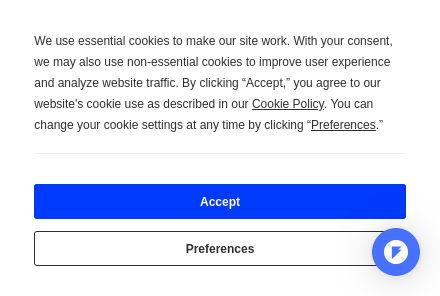 We use essential cookies to make our site work. With your consent,
we may also use non-essential cookies to improve user experience
and analyze website traffic. By clicking “Accept,” you agree to our
website's cookie use as described in our Cookie Policy. You can
change your cookie settings at any time by clicking “Preferences.”
Accept
Preferences